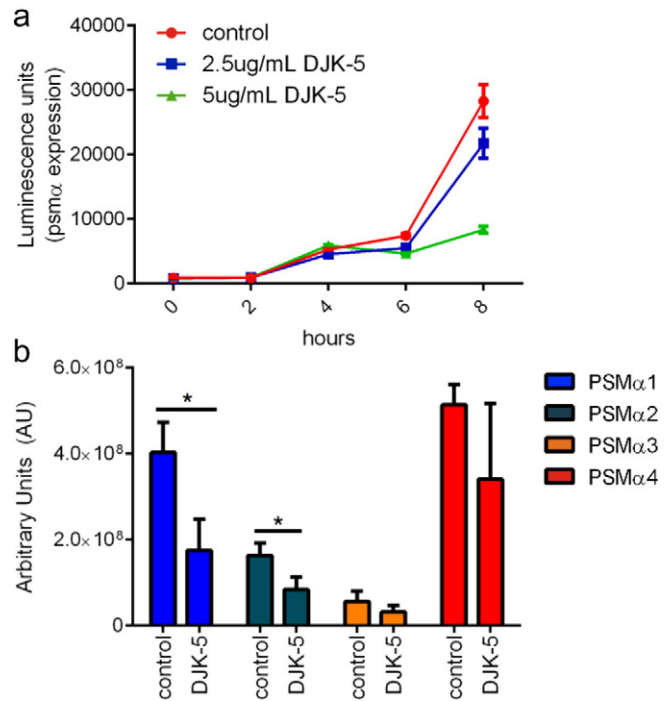 a
40000
30000
20000
10000
0
Luminescence units
(psmα expression)
control
2.5ug/mL DJK-5
5ug/mL DJK-5
0 2 4 6 8
hours
b
6.0×10⁸
4.0×10⁸
2.0×10⁸
0
Arbitrary Units (AU)
* *
control DJK-5 control DJK-5 control DJK-5 control DJK-5
PSMα1
PSMα2
PSMα3
PSMα4